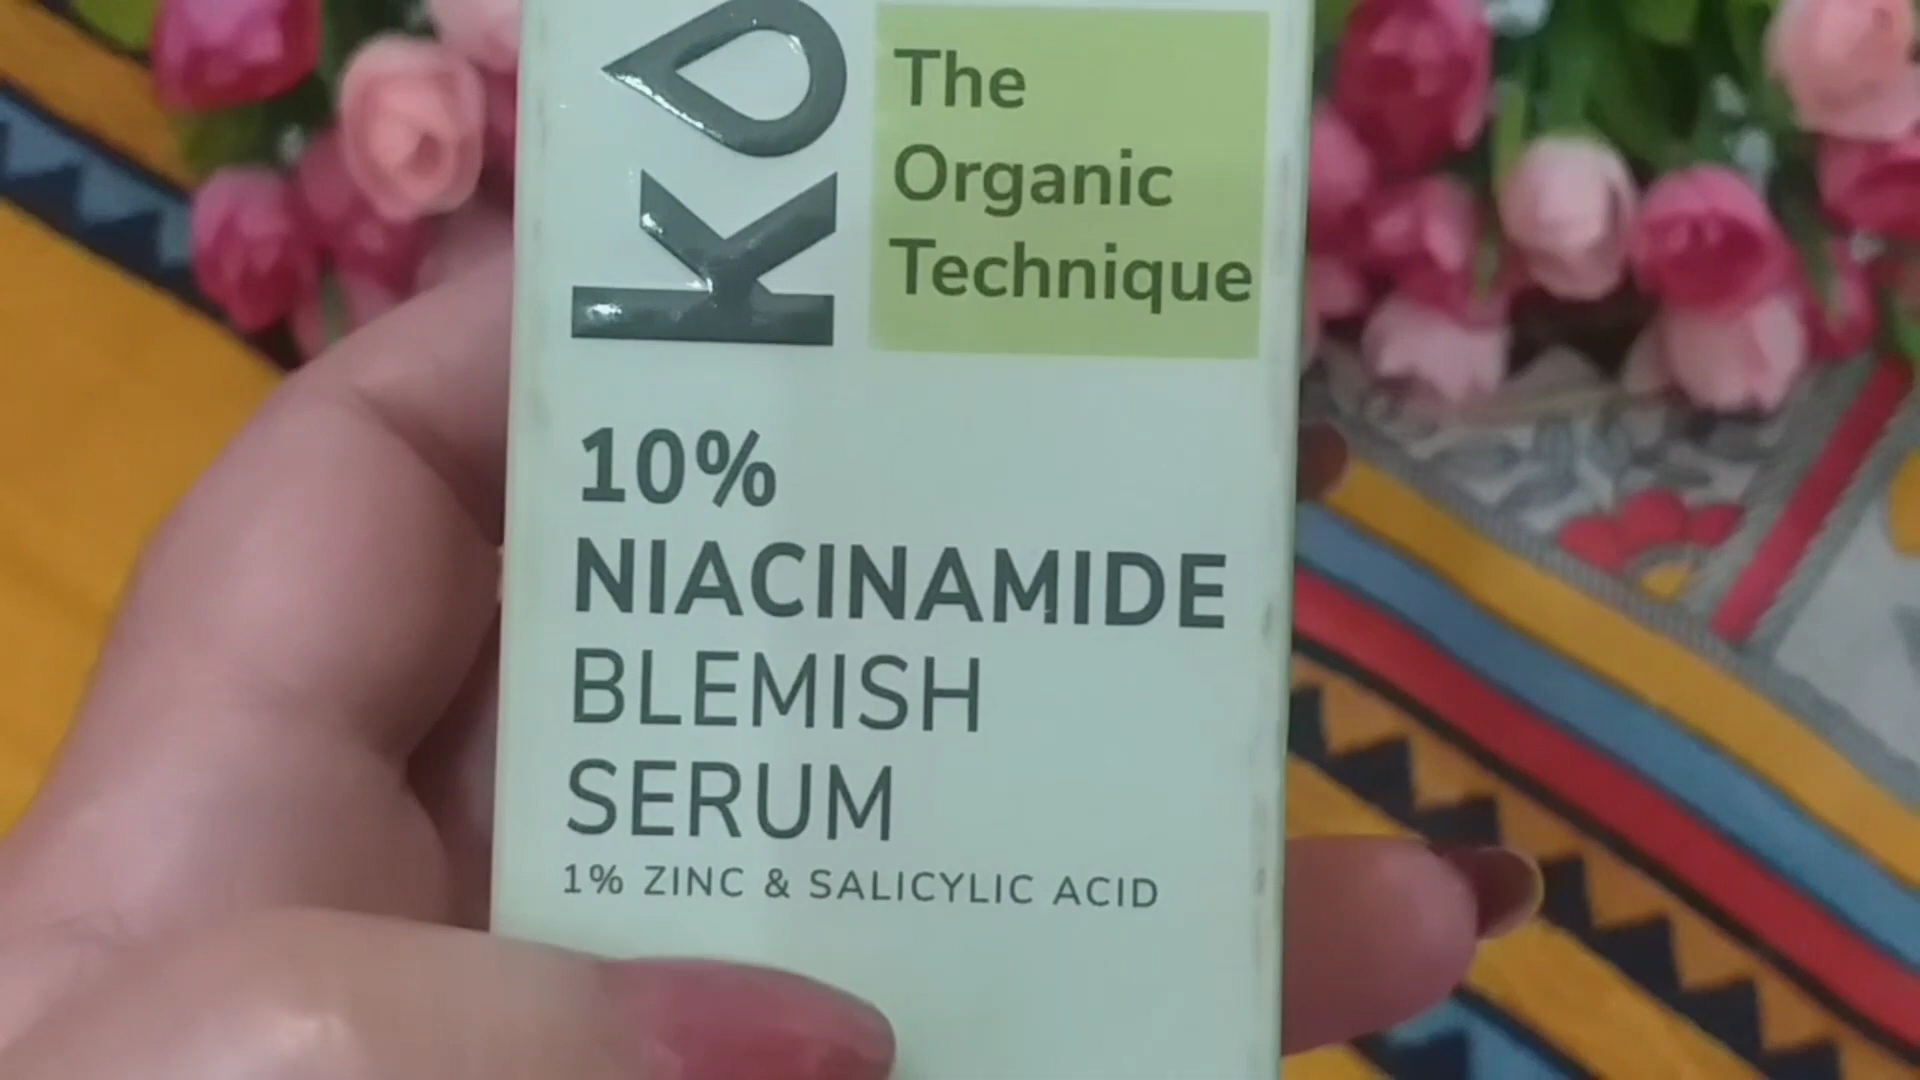 The
Organic
Technique
10%
NIACINAMIDE
BLEMISH
SERUM
1% ZINC & SALICYLIC ACID